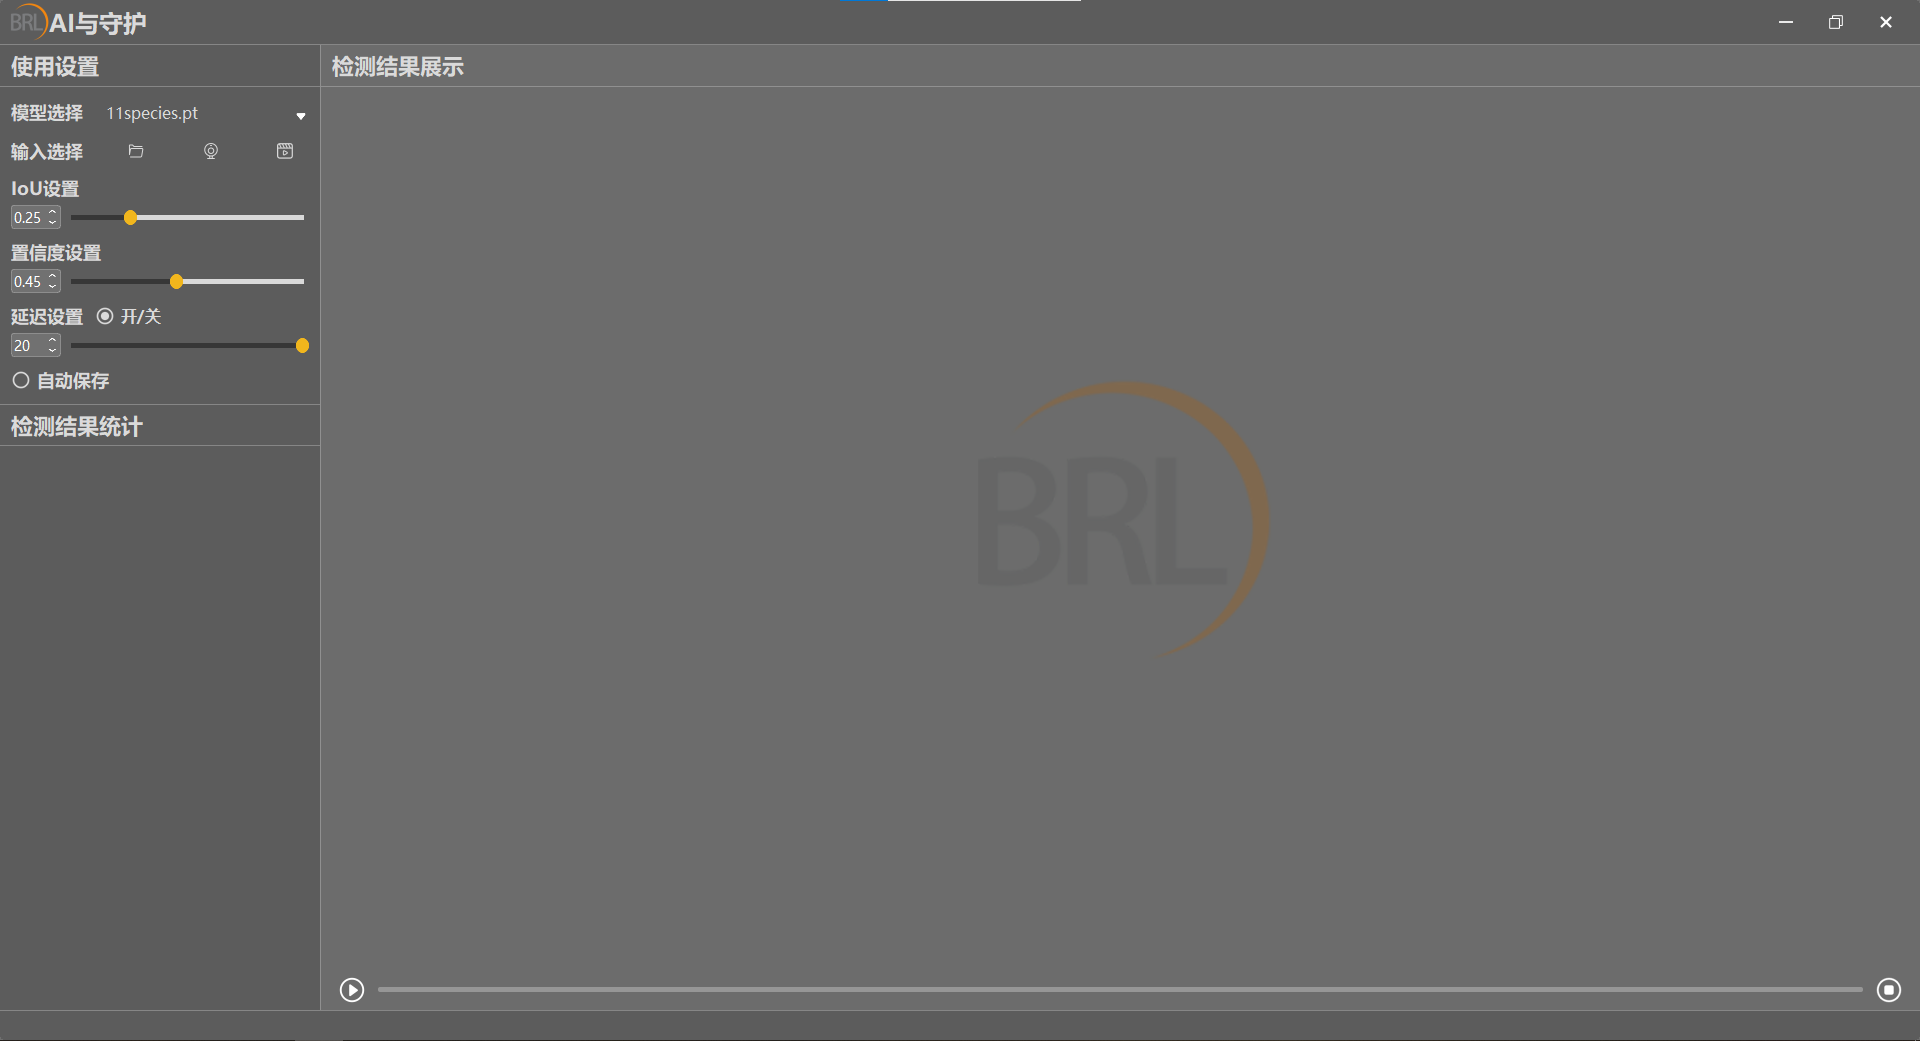 BRL AI与守护
使用设置
检测结果展示
模型选择 11species.pt
输入选择
IoU设置
0.25
置信度设置
0.45
延迟设置 开/关
20
自动保存
检测结果统计
BRL